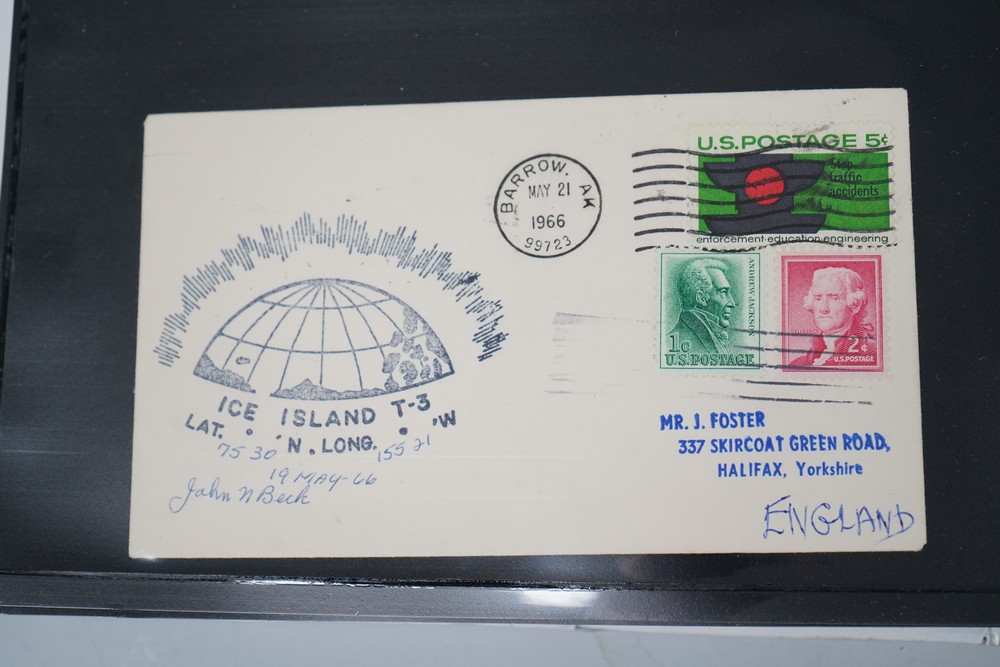 BARROW, AK
MAY 21
1966
99723
U.S. POSTAGE 5¢
Stop
traffic
accidents
enforcement·education·engineering
ANDREW JACKSON
1c
U.S. POSTAGE
2¢
U.S. POSTAGE
ICE ISLAND T-3
LAT. ° 'N. LONG. ° 'W
75 30 155 21
19 MAY-66
John N Beck
MR. J. FOSTER
337 SKIRCOAT GREEN ROAD,
HALIFAX, Yorkshire
ENGLAND